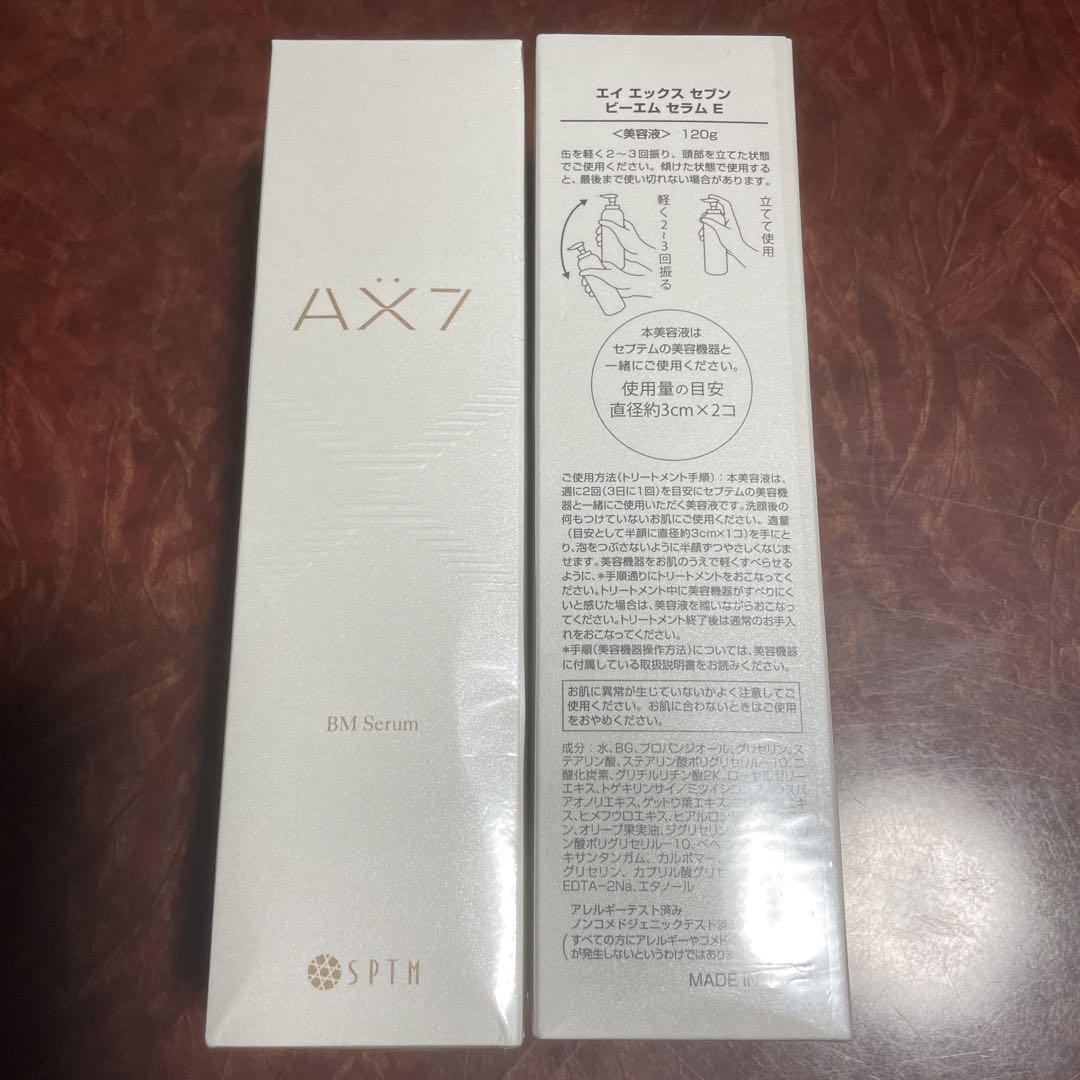 AẌ7
BM Serum
SPTM
エイ エックス セブン
ビーエム セラム E
＜美容液＞ 120g
缶を軽く2〜3回振り、頭部を立てた状態
でご使用ください。傾けた状態で使用する
と、最後まで使い切れない場合があります。
軽く2〜3回振る
立てて使用
本美容液は
セプテムの美容機器と
一緒にご使用ください。
使用量の目安
直径約3cm×2コ
ご使用方法（トリートメント手順）：本美容液は、
週に2回（3日に1回）を目安にセプテムの美容機
器と一緒にご使用いただく美容液です。洗顔後の
何もつけていないお肌にご使用ください。適量
（目安として半顔に直径約3cm×1コ）を手にと
り、泡をつぶさないように半顔ずつやさしくなじま
せます。美容機器をお肌のうえで軽くすべらせる
ように、＊手順通りにトリートメントをおこなってく
ださい。トリートメント中に美容機器がすべりにく
いと感じた場合は、美容液を補いながらおこなっ
てください。トリートメント終了後は通常のお手入
れをおこなってください。
＊手順（美容機器操作方法）については、美容機器
に付属している取扱説明書をお読みください。
お肌に異常が生じていないかよく注意してご
使用ください。お肌に合わないときはご使用
をおやめください。
成分：水、BG、プロパンジオール、グリセリン、ス
テアリン酸、ステアリン酸ポリグリセリル−10、二
酸化炭素、グリチルリチン酸2K、ローヤルゼリー
エキス、トゲキリンサイ／ミツイシコンブ
アオノリエキス、ゲットウ葉エキス、
ス、ヒメフウロエキス、ヒアルロン
ン、オリーブ果実油、ジグリセリン
ン酸ポリグリセリル−10、ベヘ
キサンタンガム、カルボマー、
グリセリン、カプリル酸グリセ
EDTA−2Na、エタノール
アレルギーテスト済み
ノンコメドジェニックテスト済
（すべての方にアレルギーやコメド
が発生しないというわけではありま
MADE IN